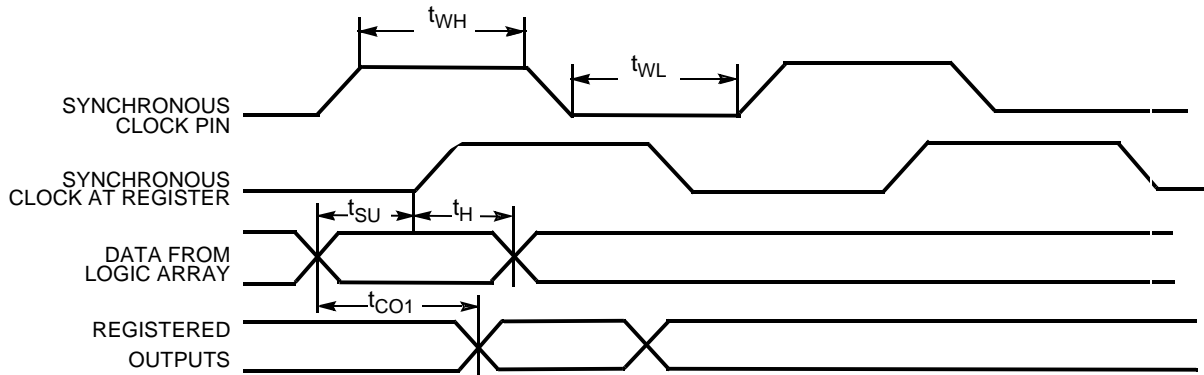 tWH
tWL
SYNCHRONOUS
CLOCK PIN
SYNCHRONOUS
CLOCK AT REGISTER
tSU
tH
DATA FROM
LOGIC ARRAY
tCO1
REGISTERED
OUTPUTS